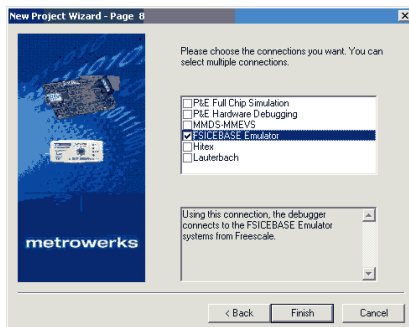 New Project Wizard - Page 8
Please choose the connections you want. You can
select multiple connections.
P&E Full Chip Simulation
P&E Hardware Debugging
MMDS-MMEVS
FSICEBASE Emulator
Hitex
Lauterbach
Using this connection, the debugger
connects to the FSICEBASE Emulator
systems from Freescale.
metrowerks
< Back
Finish
Cancel